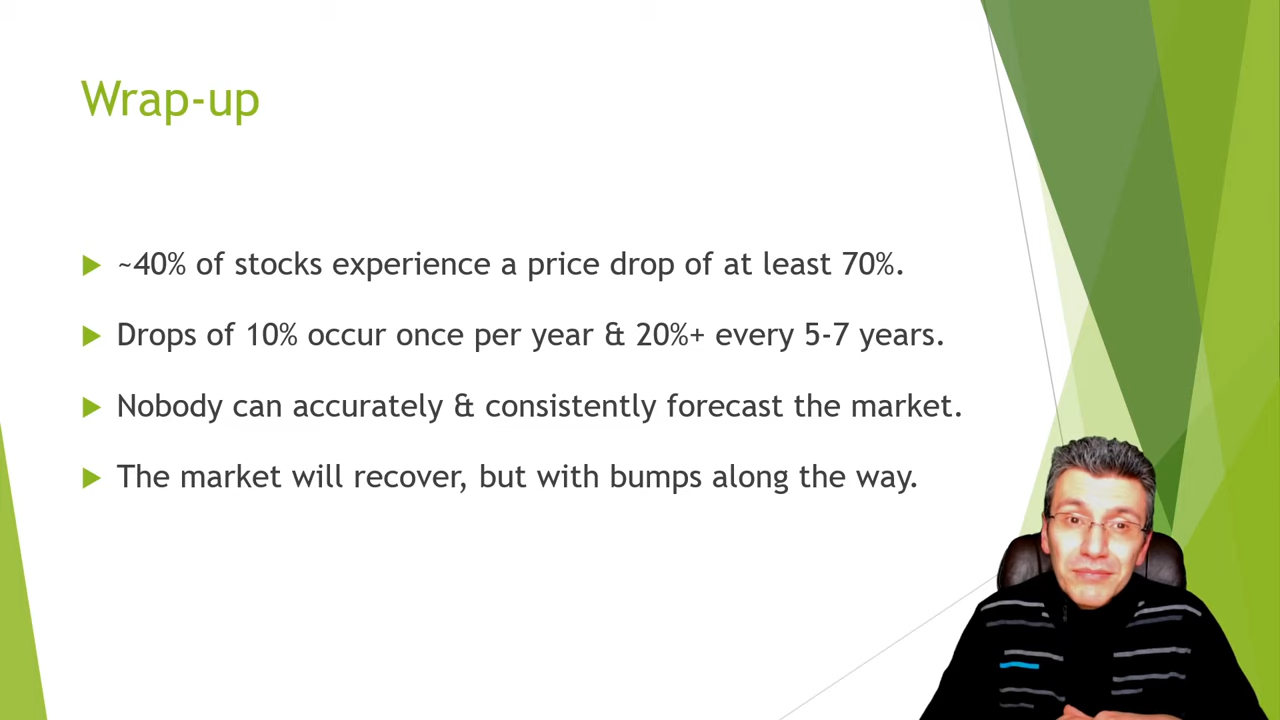 Wrap-up
~40% of stocks experience a price drop of at least 70%.
Drops of 10% occur once per year & 20%+ every 5-7 years.
Nobody can accurately & consistently forecast the market.
The market will recover, but with bumps along the way.